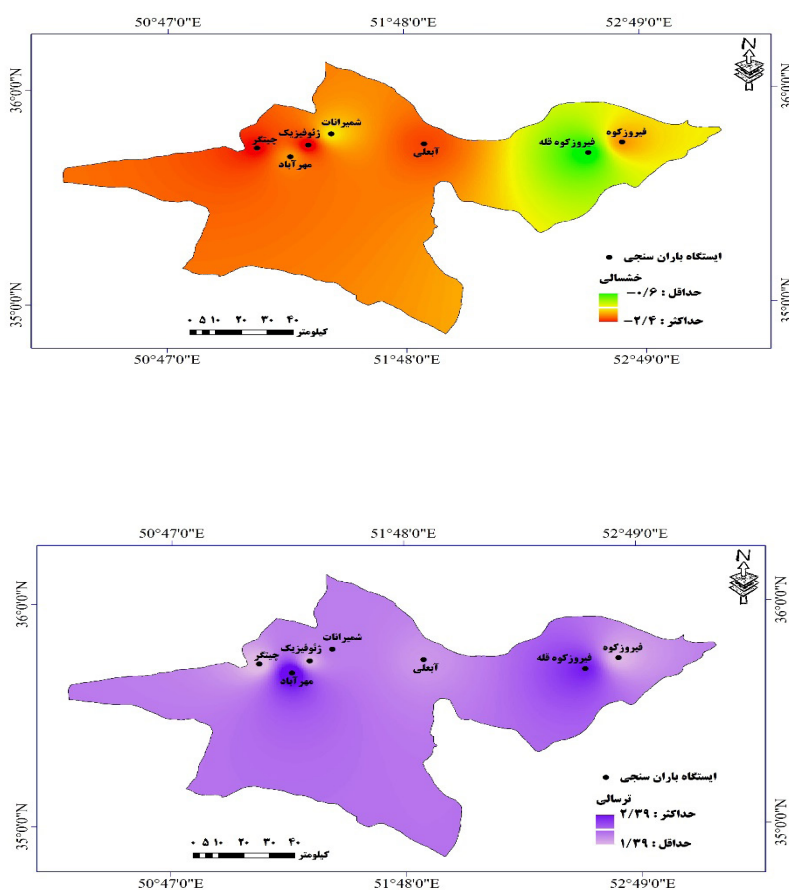 50°47'0"E 51°48'0"E 52°49'0"E
N
36°0'0"N 36°0'0"N
شمیرانات
ژئوفیزیک
چیتگر
مهرآباد
آبعلی
فیروزکوه
فیروزکوه قله
ایستگاه باران سنجی
خشسالی
حداقل : ۰/۶−
حداکثر : ۲/۴−
35°0'0"N 35°0'0"N
۰ ۵ ۱۰ ۲۰ ۳۰ ۴۰
کیلومتر
50°47'0"E 51°48'0"E 52°49'0"E
50°47'0"E 51°48'0"E 52°49'0"E
N
36°0'0"N 36°0'0"N
شمیرانات
ژئوفیزیک
چیتگر
مهرآباد
آبعلی
فیروزکوه
فیروزکوه قله
ایستگاه باران سنجی
ترسالی
حداکثر : ۲/۳۹
حداقل : ۱/۳۹
35°0'0"N 35°0'0"N
۰ ۵ ۱۰ ۲۰ ۳۰ ۴۰
کیلومتر
50°47'0"E 51°48'0"E 52°49'0"E